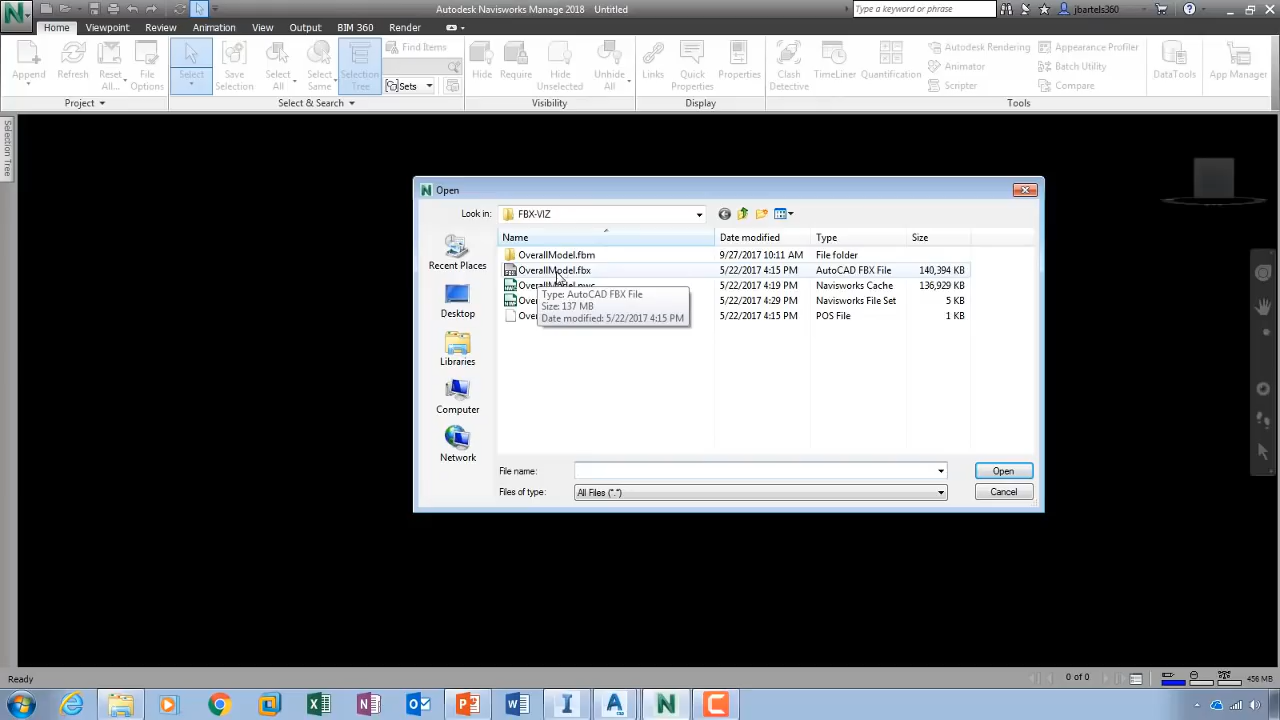 Autodesk Navisworks Manage 2018   Untitled
Type a keyword or phrase
jbartels360
Home Viewpoint Review Animation View Output BIM 360 Render
Append Refresh Reset All... File Options
Project
Select Save Selection Select All Select Same Selection Tree Find Items
Sets
Select & Search
Hide Require Hide Unselected Unhide All
Visibility
Links Quick Properties Properties
Display
Clash Detective TimeLiner Quantification Autodesk Rendering Animator Scripter Appearance Profiler Batch Utility Compare DataTools App Manager
Tools
Selection Tree
Open
Look in: FBX-VIZ
Name Date modified Type Size
OverallModel.fbm 9/27/2017 10:11 AM File folder
OverallModel.fbx 5/22/2017 4:15 PM AutoCAD FBX File 140,394 KB
5/22/2017 4:19 PM Navisworks Cache 136,929 KB
5/22/2017 4:29 PM Navisworks File Set 5 KB
5/22/2017 4:15 PM POS File 1 KB
Type: AutoCAD FBX File
Size: 137 MB
Date modified: 5/22/2017 4:15 PM
Recent Places
Desktop
Libraries
Computer
Network
File name: Open
Files of type: All Files (*.*) Cancel
Ready
0 of 0
456 MB